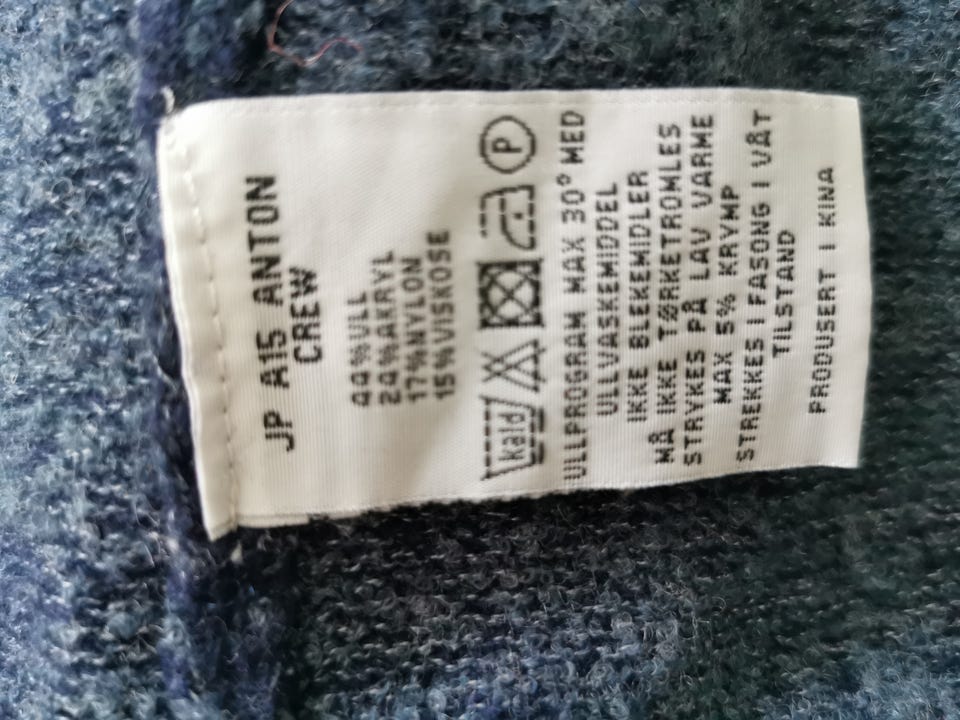 JP A15 ANTON
CREW
44%ULL
24%AKRYL
17%NYLON
15%VISKOSE
kald P
ULLPROGRAM MAX 30° MED
ULLVASKEMIDDEL
IKKE BLEKEMIDLER
MÅ IKKE TØRKETROMLES
STRYKES PÅ LAV VARME
MAX 5% KRYMP
STREKKES I FASONG I VÅT
TILSTAND
PRODUSERT I KINA